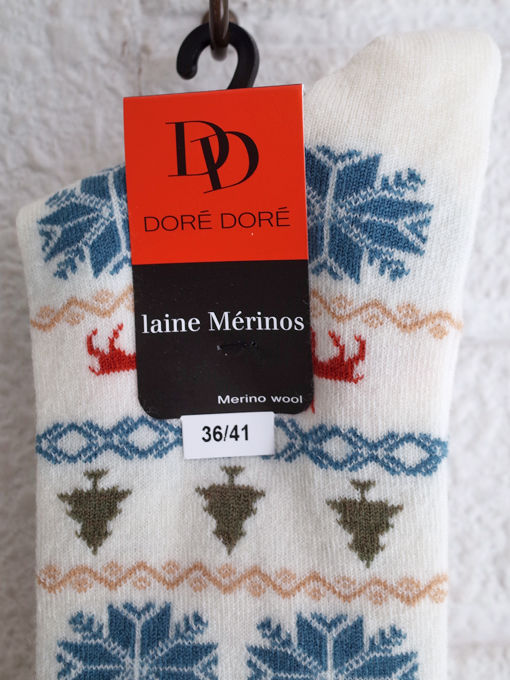 DD
DORÉ DORÉ
laine Mérinos
Merino wool
36/41